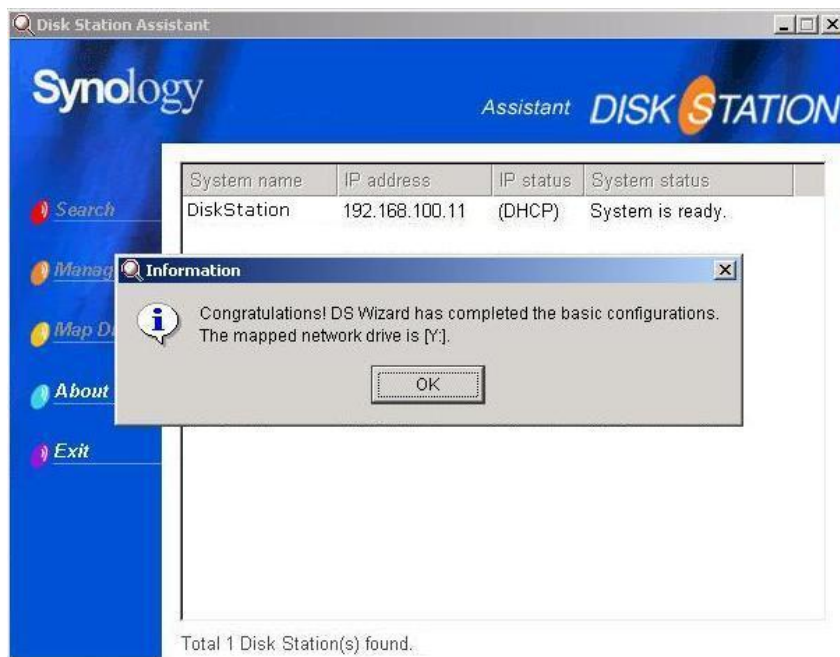 Disk Station Assistant
Synology
Assistant DISK STATION
System name IP address IP status System status
DiskStation 192.168.100.11 (DHCP) System is ready.
Search
Manag
Map D
About
Exit
Information
Congratulations! DS Wizard has completed the basic configurations.
The mapped network drive is [Y:].
OK
Total 1 Disk Station(s) found.